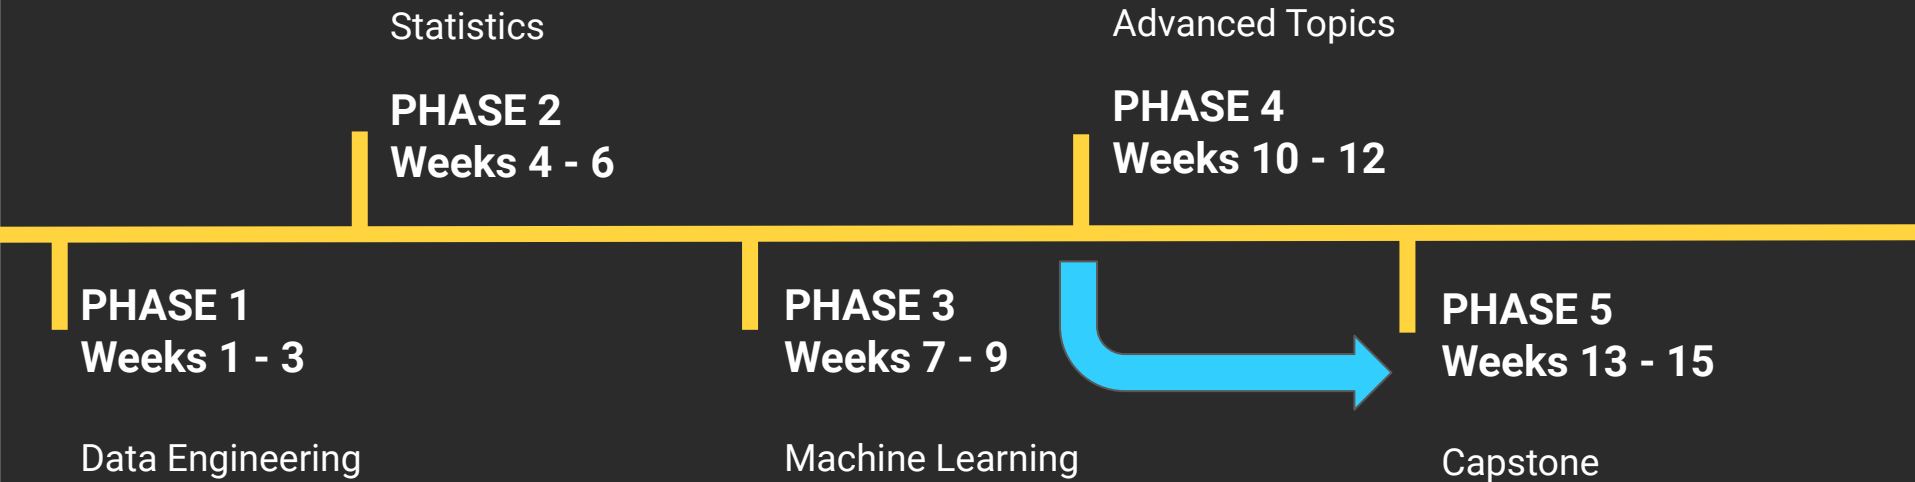 Statistics
PHASE 2
Weeks 4 - 6
Advanced Topics
PHASE 4
Weeks 10 - 12
PHASE 1
Weeks 1 - 3
Data Engineering
PHASE 3
Weeks 7 - 9
Machine Learning
PHASE 5
Weeks 13 - 15
Capstone